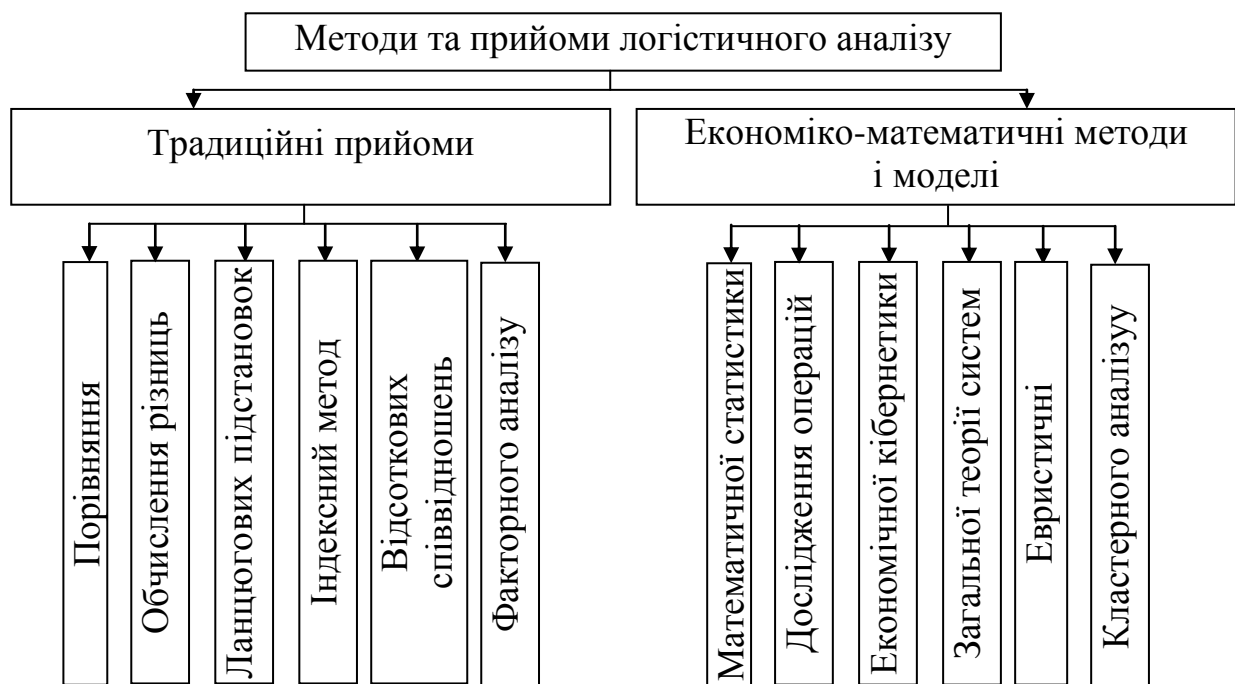 Методи та прийоми логістичного аналізу
Традиційні прийоми
Економіко-математичні методи
і моделі
Порівняння
Обчислення різниць
Ланцюгових підстановок
Індексний метод
Відсоткових
співвідношень
Факторного аналізу
Математичної статистики
Дослідження операцій
Економічної кібернетики
Загальної теорії систем
Евристичні
Кластерного аналізуу